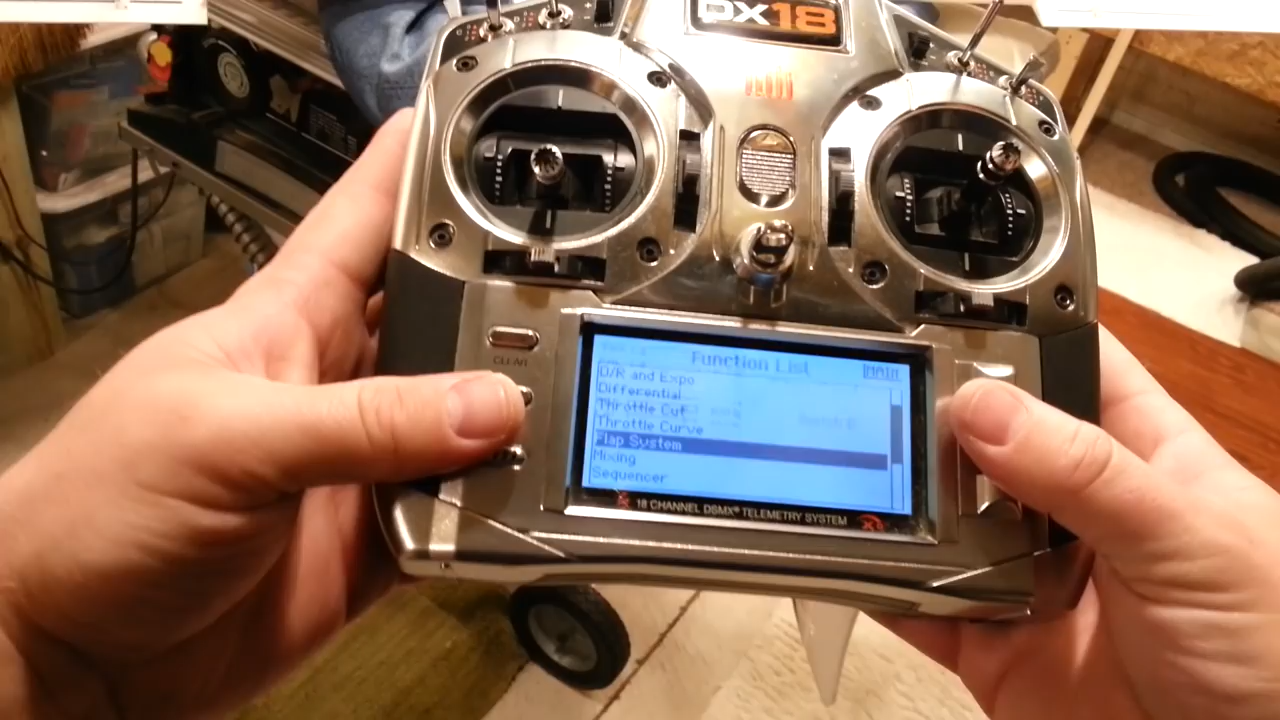 DX18
CLEAR
Function List
MAIN
D/R and Expo
Differential
Throttle Cut
Throttle Curve
Flap System
Mixing
Sequencer
18 CHANNEL DSMX® TELEMETRY SYSTEM